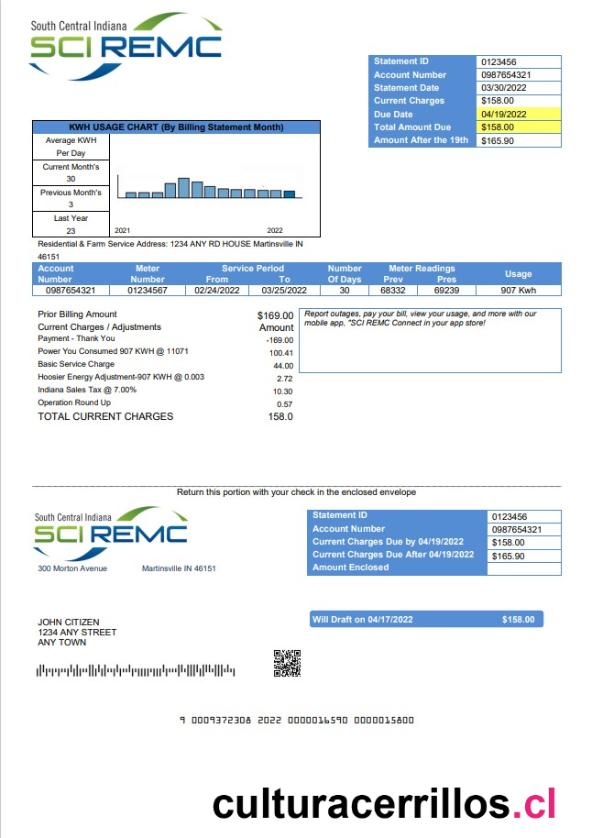 South Central Indiana
SCI REMC
Statement ID 0123456
Account Number 0987654321
Statement Date 03/30/2022
Current Charges $158.00
Due Date 04/19/2022
Total Amount Due $158.00
Amount After the 19th $165.90
KWH USAGE CHART (By Billing Statement Month)
Average KWH
Per Day
Current Month's
30
Previous Month's
3
Last Year
23
2021 2022
Residential & Farm Service Address: 1234 ANY RD HOUSE Martinsville IN
46151
Account Meter Service Period Number Meter Readings Usage
Number Number From To Of Days Prev Pres
0987654321 01234567 02/24/2022 03/25/2022 30 68332 69239 907 Kwh
Prior Billing Amount $169.00
Current Charges / Adjustments Amount
Payment - Thank You -169.00
Power You Consumed 907 KWH @ 11071 100.41
Basic Service Charge 44.00
Hoosier Energy Adjustment-907 KWH @ 0.003 2.72
Indiana Sales Tax @ 7.00% 10.30
Operation Round Up 0.57
TOTAL CURRENT CHARGES 158.0
Report outages, pay your bill, view your usage, and more with our
mobile app, "SCI REMC Connect in your app store!
Return this portion with your check in the enclosed envelope
South Central Indiana
SCI REMC
300 Morton Avenue Martinsville IN 46151
Statement ID 0123456
Account Number 0987654321
Current Charges Due by 04/19/2022 $158.00
Current Charges Due After 04/19/2022 $165.90
Amount Enclosed
Will Draft on 04/17/2022 $158.00
JOHN CITIZEN
1234 ANY STREET
ANY TOWN
9 0009372308 2022 0000016590 0000015800
culturacerrillos.cl